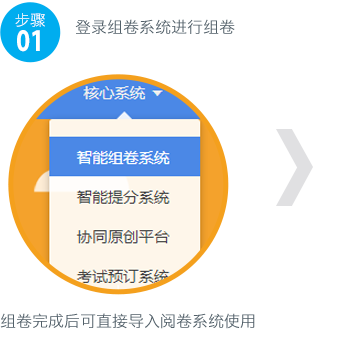 步骤
01
登录组卷系统进行组卷
核心系统
智能组卷系统
智能提分系统
协同原创平台
考试预订系统
组卷完成后可直接导入阅卷系统使用